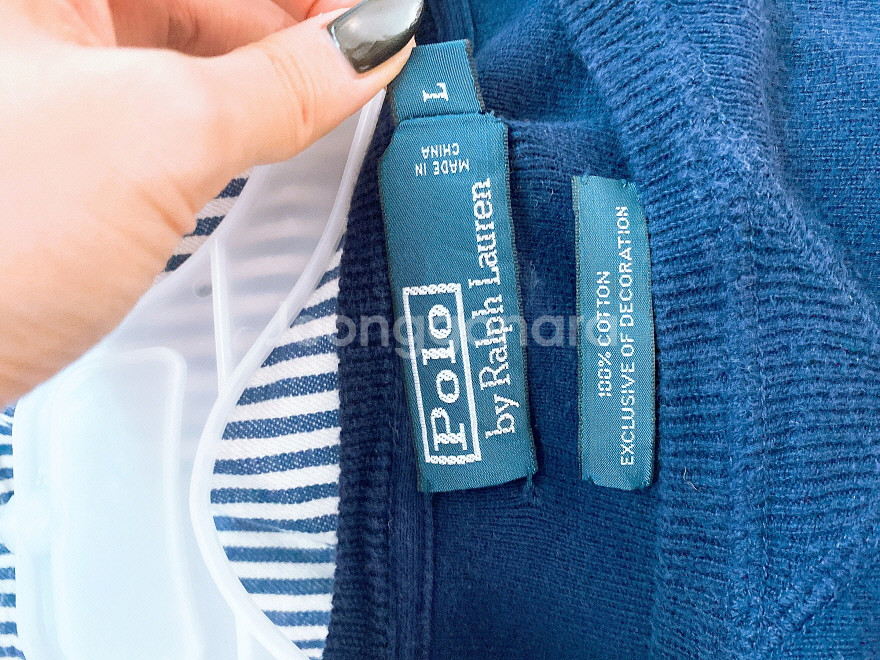 L
MADE IN
CHINA
Polo
by Ralph Lauren
100% COTTON
EXCLUSIVE OF DECORATION